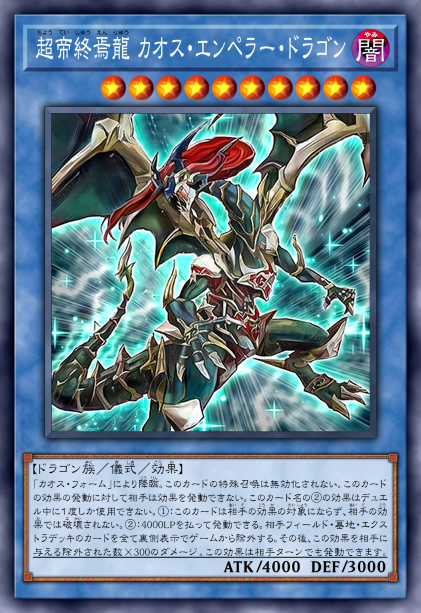 超帝終焉龍 カオス・エンペラー・ドラゴン 闇
【ドラゴン族／儀式／効果】
「カオス・フォーム」により降臨。このカードの特殊召喚は無効化されない。このカード
の効果の発動に対して相手は効果を発動できない。このカード名の②の効果はデュエ
ル中に1度しか使用できない。①：このカードは相手の効果の対象にならず、相手の効
果では破壊されない。②：4000LPを払って発動できる。相手フィールド・墓地・エクス
トラデッキのカードを全て裏側表示でゲームから除外する。その後、この効果を相手に
与える除外された数×300のダメージ。この効果は相手ターンでも発動できます。
ATK/4000 DEF/3000